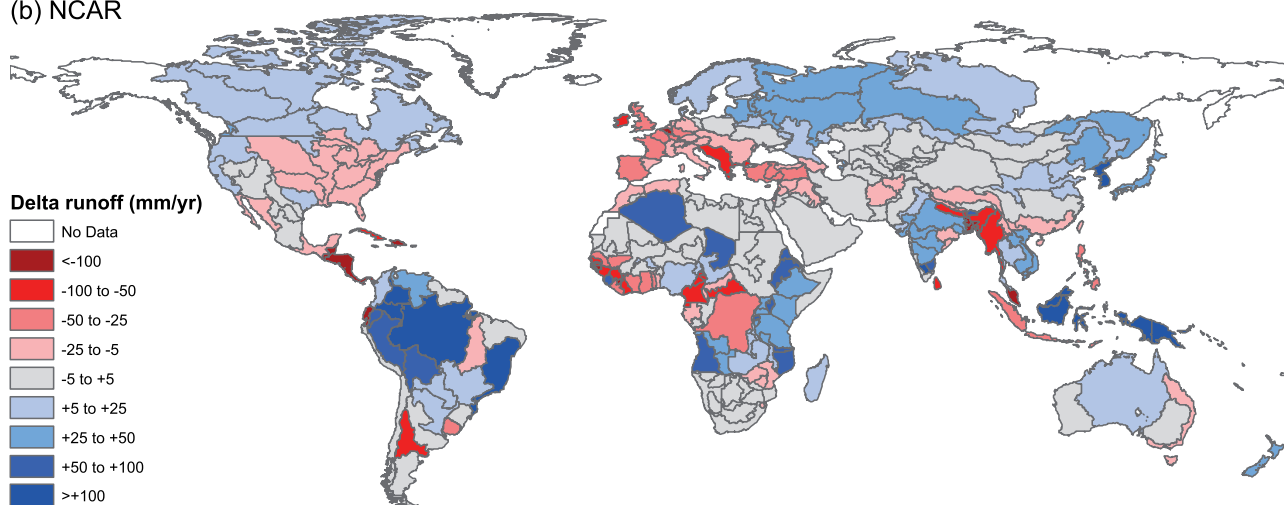 (b) NCAR
Delta runoff (mm/yr)
No Data
<-100
-100 to -50
-50 to -25
-25 to -5
-5 to +5
+5 to +25
+25 to +50
+50 to +100
>+100